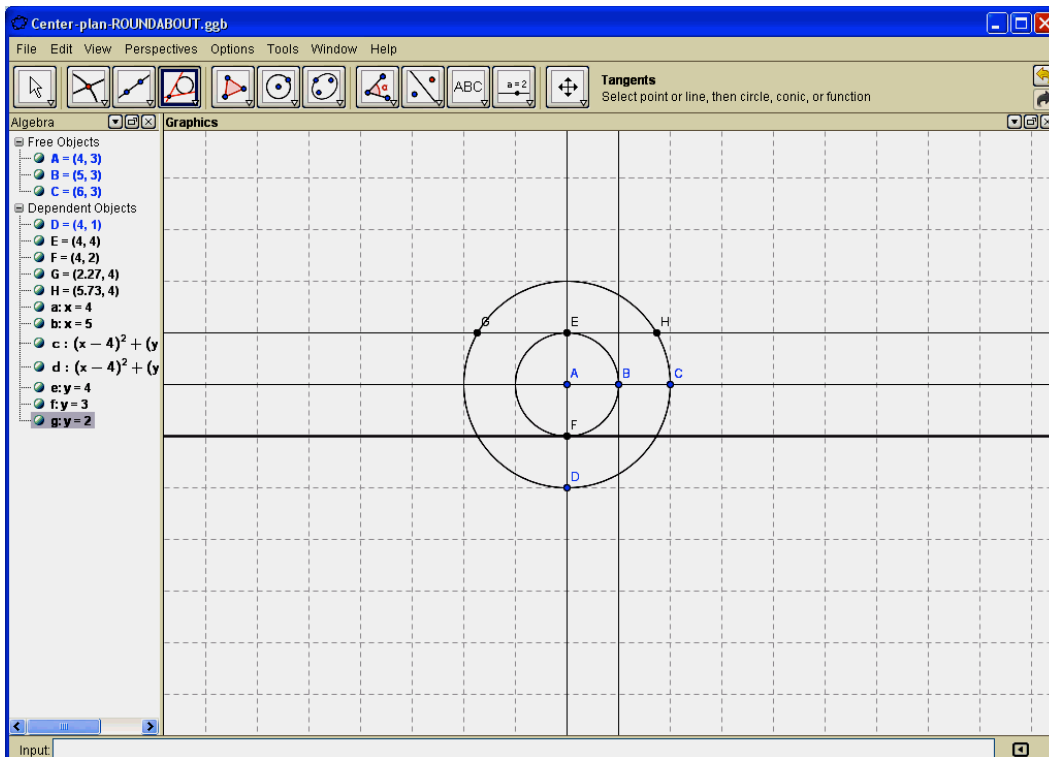 Center-plan-ROUNDABOUT.ggb
File Edit View Perspectives Options Tools Window Help
ABC
a=2
Tangents
Select point or line, then circle, conic, or function
Algebra
Graphics
Free Objects
A = (4, 3)
B = (5, 3)
C = (6, 3)
Dependent Objects
D = (4, 1)
E = (4, 4)
F = (4, 2)
G = (2.27, 4)
H = (5.73, 4)
a: x = 4
b: x = 5
c : (x − 4)² + (y
d : (x − 4)² + (y
e: y = 4
f: y = 3
g: y = 2
G E H
A B C
F
D
Input: